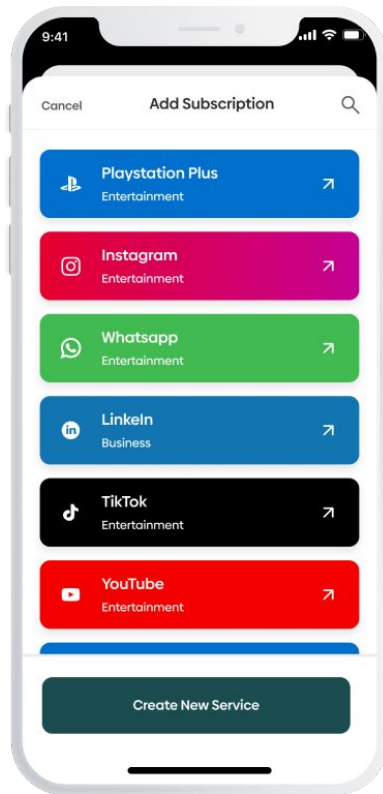 9:41
Cancel Add Subscription
Playstation Plus
Entertainment
Instagram
Entertainment
Whatsapp
Entertainment
in
LinkeIn
Business
TikTok
Entertainment
YouTube
Entertainment
Create New Service